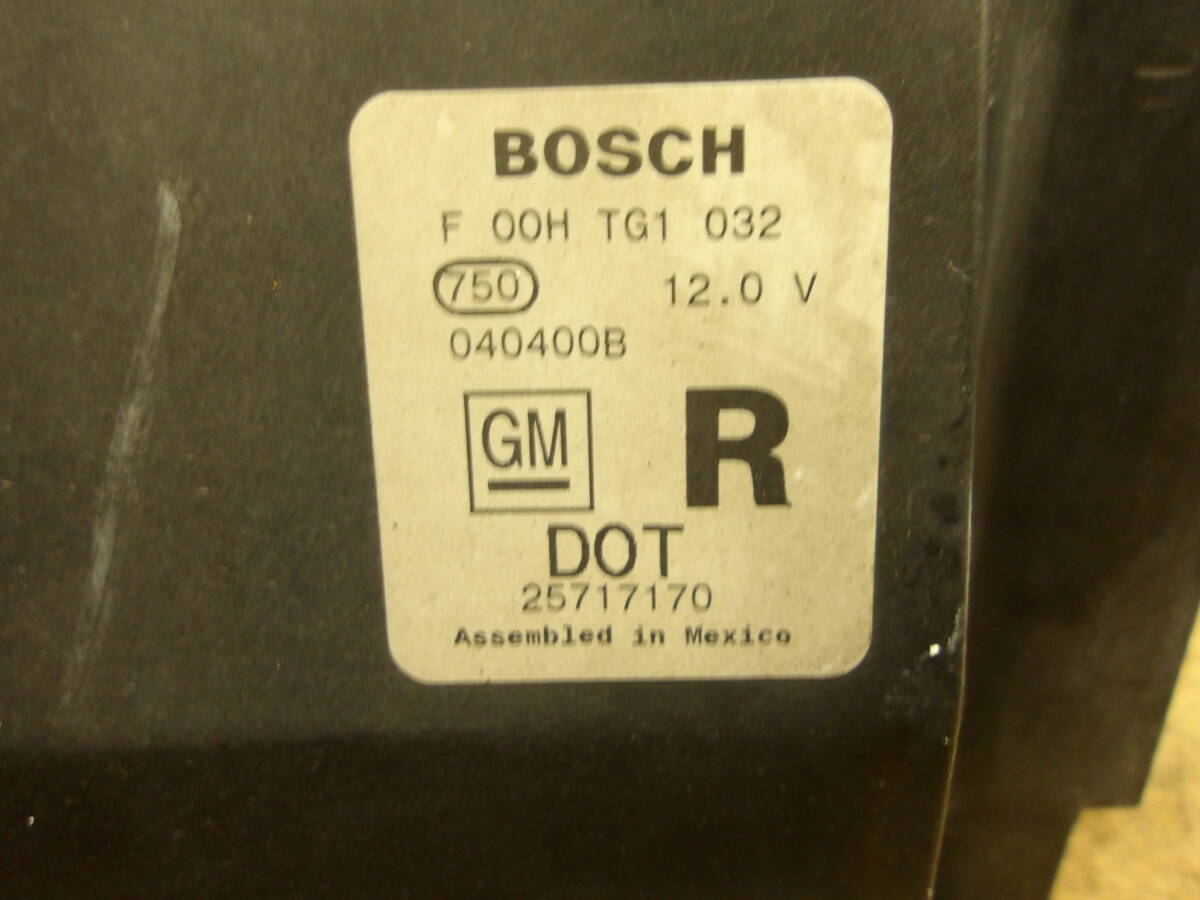 BOSCH
F 00H TG1 032
750 12.0 V
040400B
GM R
DOT
25717170
Assembled in Mexico